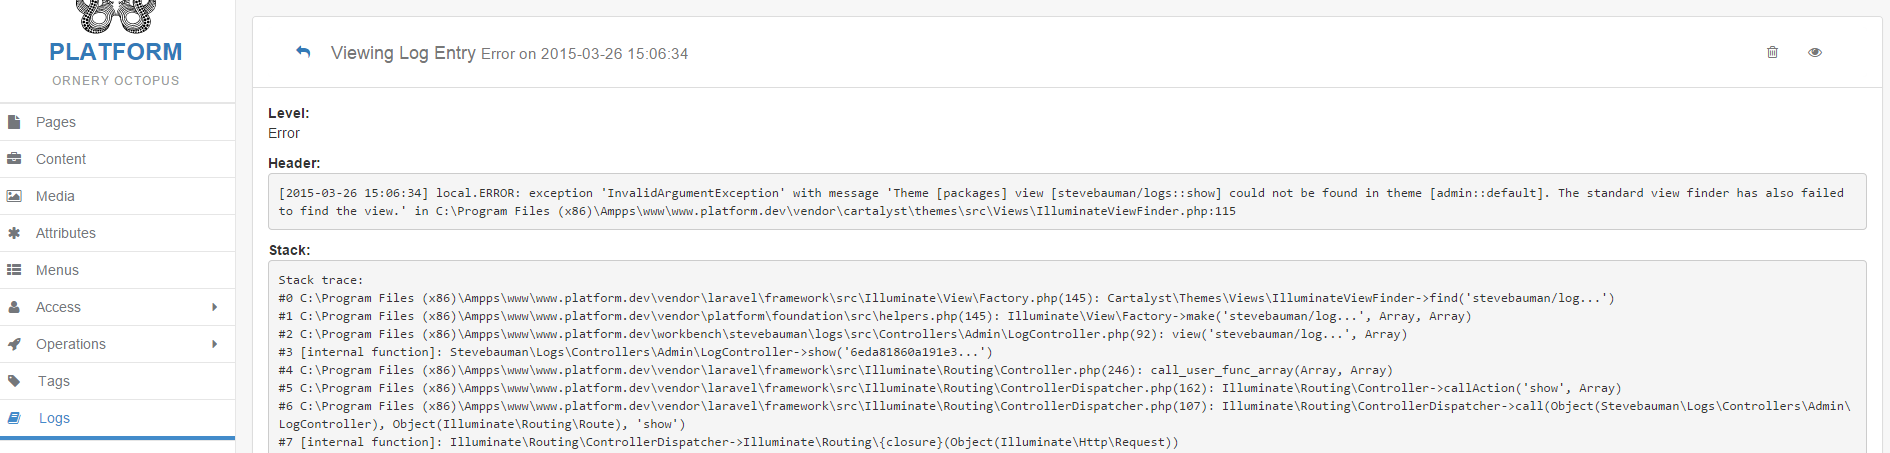 PLATFORM
ORNERY OCTOPUS
Pages
Content
Media
Attributes
Menus
Access
Operations
Tags
Logs
Viewing Log Entry Error on 2015-03-26 15:06:34
Level:
Error
Header:
[2015-03-26 15:06:34] local.ERROR: exception 'InvalidArgumentException' with message 'Theme [packages] view [stevebauman/logs::show] could not be found in theme [admin::default]. The standard view finder has also failed
to find the view.' in C:\Program Files (x86)\Ampps\www\www.platform.dev\vendor\cartalyst\themes\src\Views\IlluminateViewFinder.php:115
Stack:
Stack trace:
#0 C:\Program Files (x86)\Ampps\www\www.platform.dev\vendor\laravel\framework\src\Illuminate\View\Factory.php(145): Cartalyst\Themes\Views\IlluminateViewFinder->find('stevebauman/log...')
#1 C:\Program Files (x86)\Ampps\www\www.platform.dev\vendor\platform\foundation\src\helpers.php(145): Illuminate\View\Factory->make('stevebauman/log...', Array, Array)
#2 C:\Program Files (x86)\Ampps\www\www.platform.dev\workbench\stevebauman\logs\src\Controllers\Admin\LogController.php(92): view('stevebauman/log...', Array)
#3 [internal function]: Stevebauman\Logs\Controllers\Admin\LogController->show('6eda81860a191e3...')
#4 C:\Program Files (x86)\Ampps\www\www.platform.dev\vendor\laravel\framework\src\Illuminate\Routing\Controller.php(246): call_user_func_array(Array, Array)
#5 C:\Program Files (x86)\Ampps\www\www.platform.dev\vendor\laravel\framework\src\Illuminate\Routing\ControllerDispatcher.php(162): Illuminate\Routing\Controller->callAction('show', Array)
#6 C:\Program Files (x86)\Ampps\www\www.platform.dev\vendor\laravel\framework\src\Illuminate\Routing\ControllerDispatcher.php(107): Illuminate\Routing\ControllerDispatcher->call(Object(Stevebauman\Logs\Controllers\Admin\
LogController), Object(Illuminate\Routing\Route), 'show')
#7 [internal function]: Illuminate\Routing\ControllerDispatcher->Illuminate\Routing\{closure}(Object(Illuminate\Http\Request))